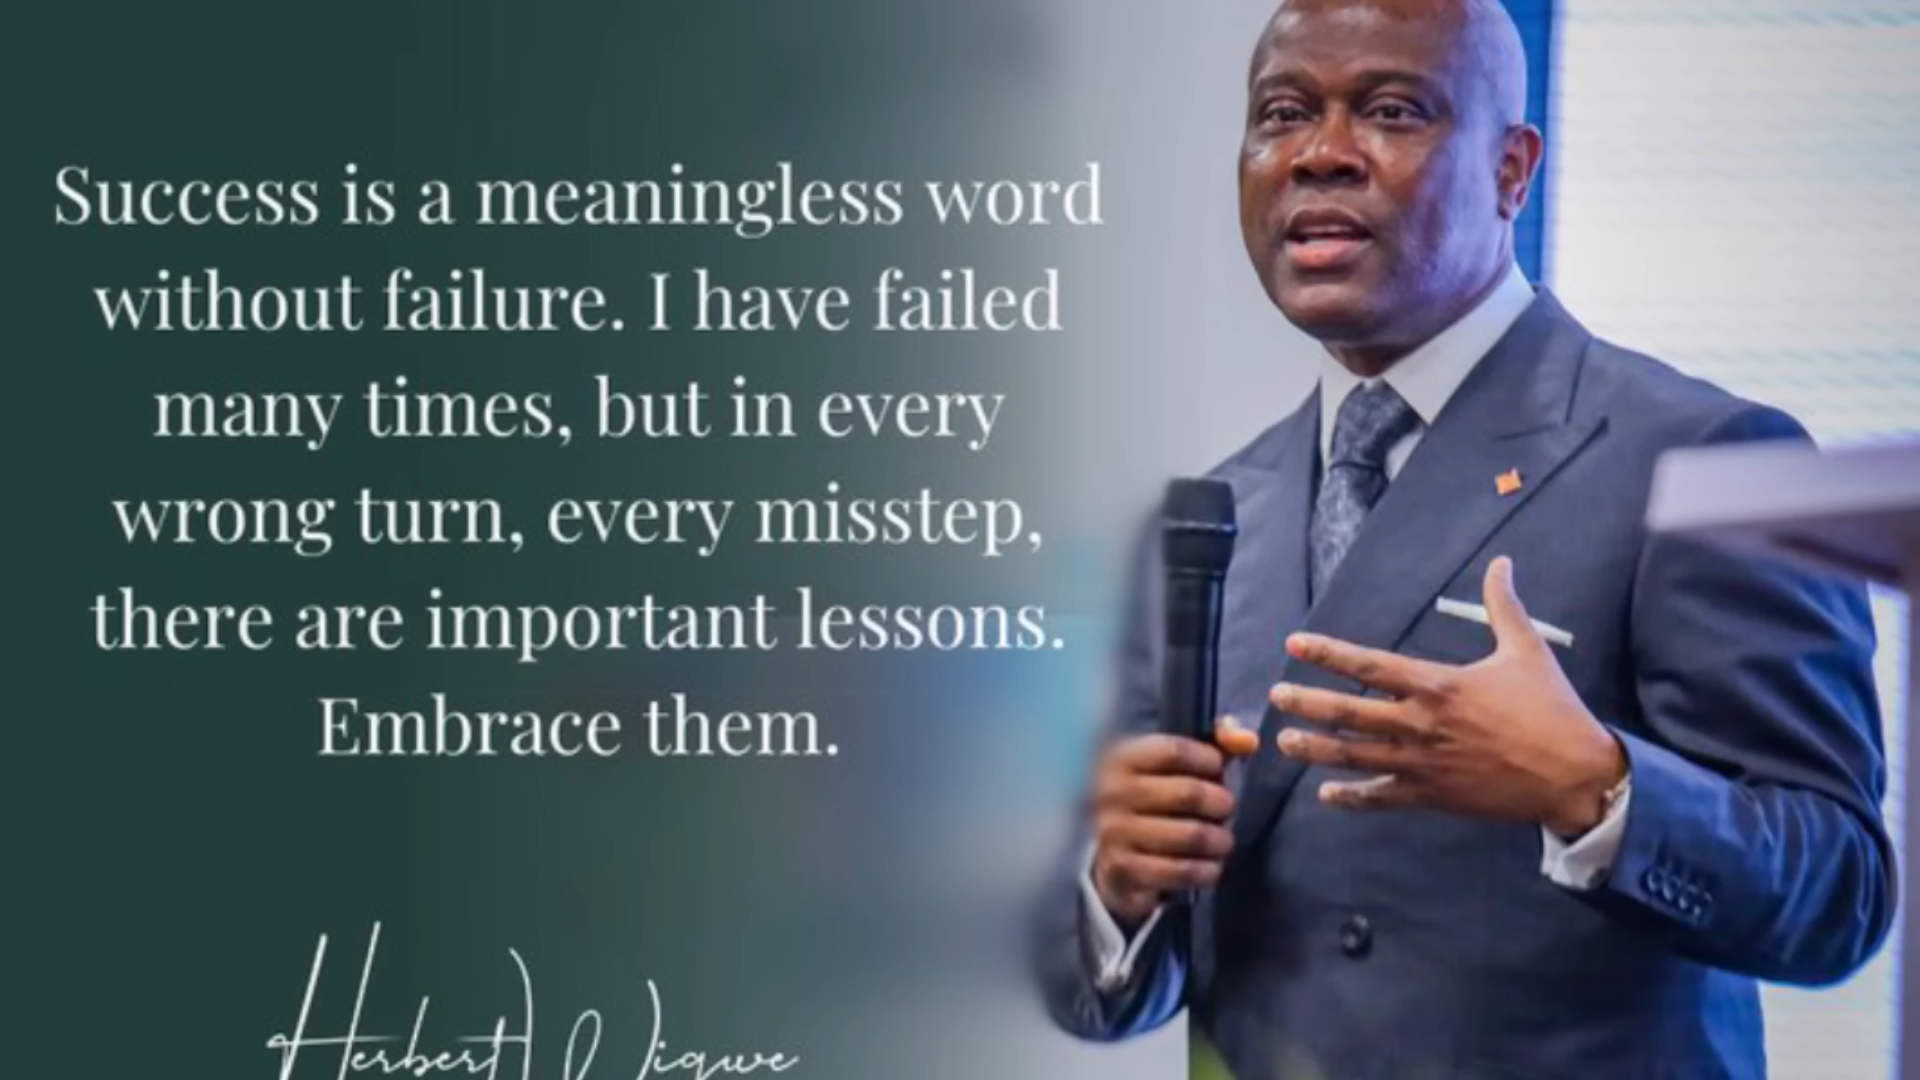 Success is a meaningless word
without failure. I have failed
many times, but in every
wrong turn, every misstep,
there are important lessons.
Embrace them.
Herbert Wigwe